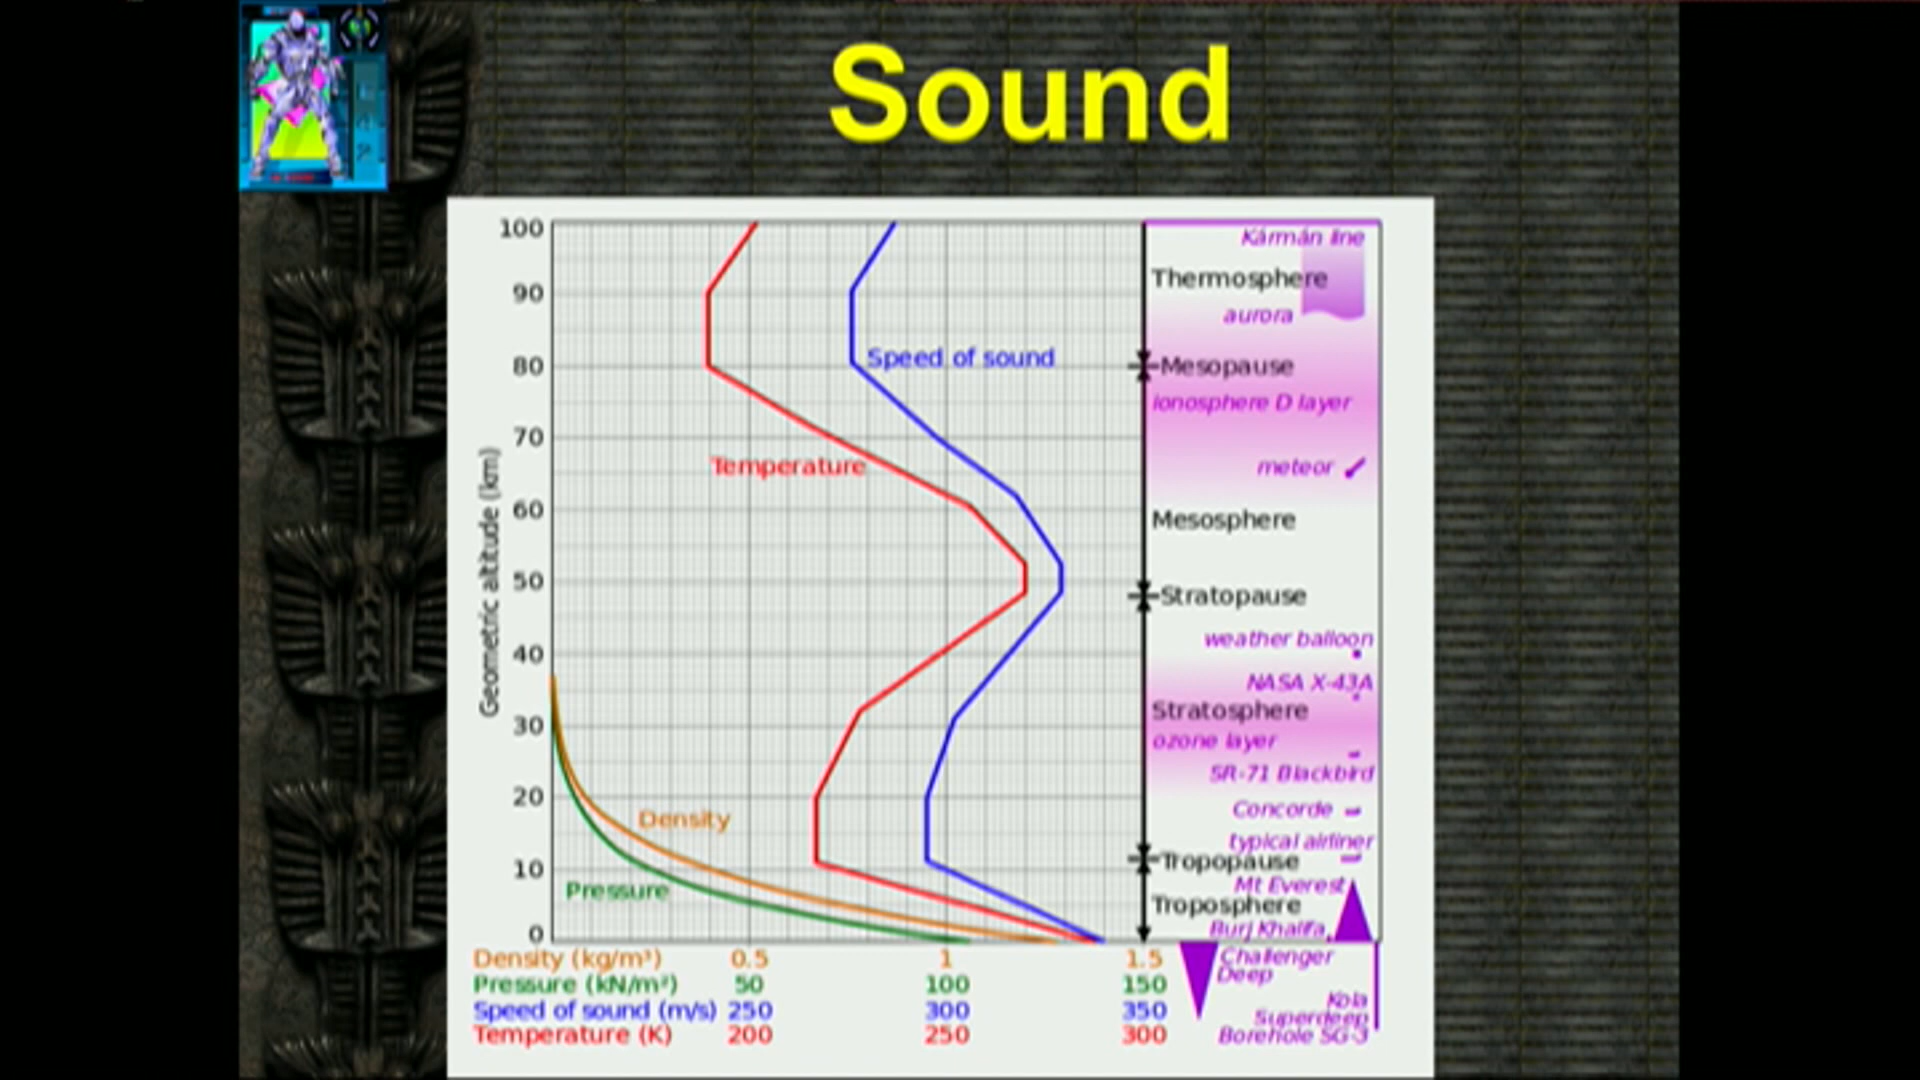 Sound
100
Kármán line
Thermosphere
90
aurora
Speed of sound
80
Mesopause
ionosphere D layer
70
Temperature
meteor
Geometric altitude (km)
60
Mesosphere
50
Stratopause
weather balloon
40
NASA X-43A
Stratosphere
30
ozone layer
SR-71 Blackbird
20
Concorde
Density
typical airliner
10
Tropopause
Mt Everest
Pressure
Troposphere
Burj Khalifa
0
Density (kg/m³) 0.5 1 1.5
Challenger
Deep
Pressure (kN/m²) 50 100 150
Speed of sound (m/s) 250 300 350
Temperature (K) 200 250 300
Kola
Superdeep
Borehole SG-3